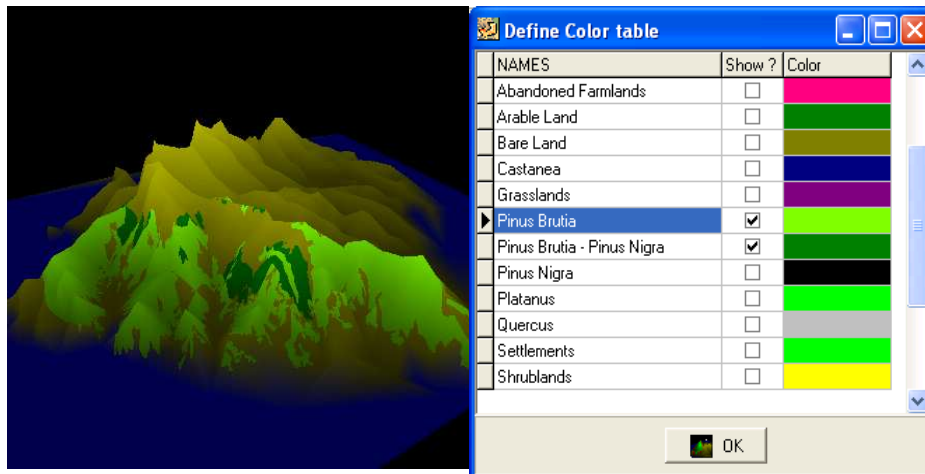 Define Color table
NAMES Show ? Color
Abandoned Farmlands
Arable Land
Bare Land
Castanea
Grasslands
Pinus Brutia
Pinus Brutia - Pinus Nigra
Pinus Nigra
Platanus
Quercus
Settlements
Shrublands
OK